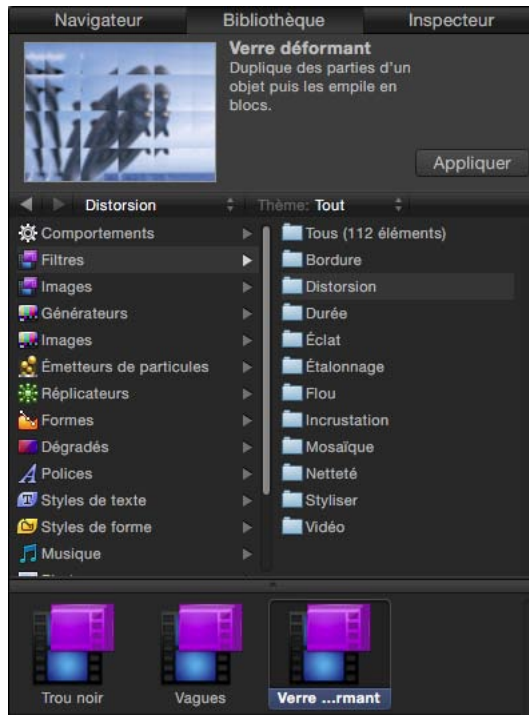 Navigateur
Bibliothèque
Inspecteur
Verre déformant
Duplique des parties d'un
objet puis les empile en
blocs.
Appliquer
Distorsion
Thème: Tout
Comportements
Filtres
Images
Générateurs
Images
Émetteurs de particules
Réplicateurs
Formes
Dégradés
Polices
Styles de texte
Styles de forme
Musique
Tous (112 éléments)
Bordure
Distorsion
Durée
Éclat
Étalonnage
Flou
Incrustation
Mosaïque
Netteté
Styliser
Vidéo
Trou noir
Vagues
Verre ...rmant